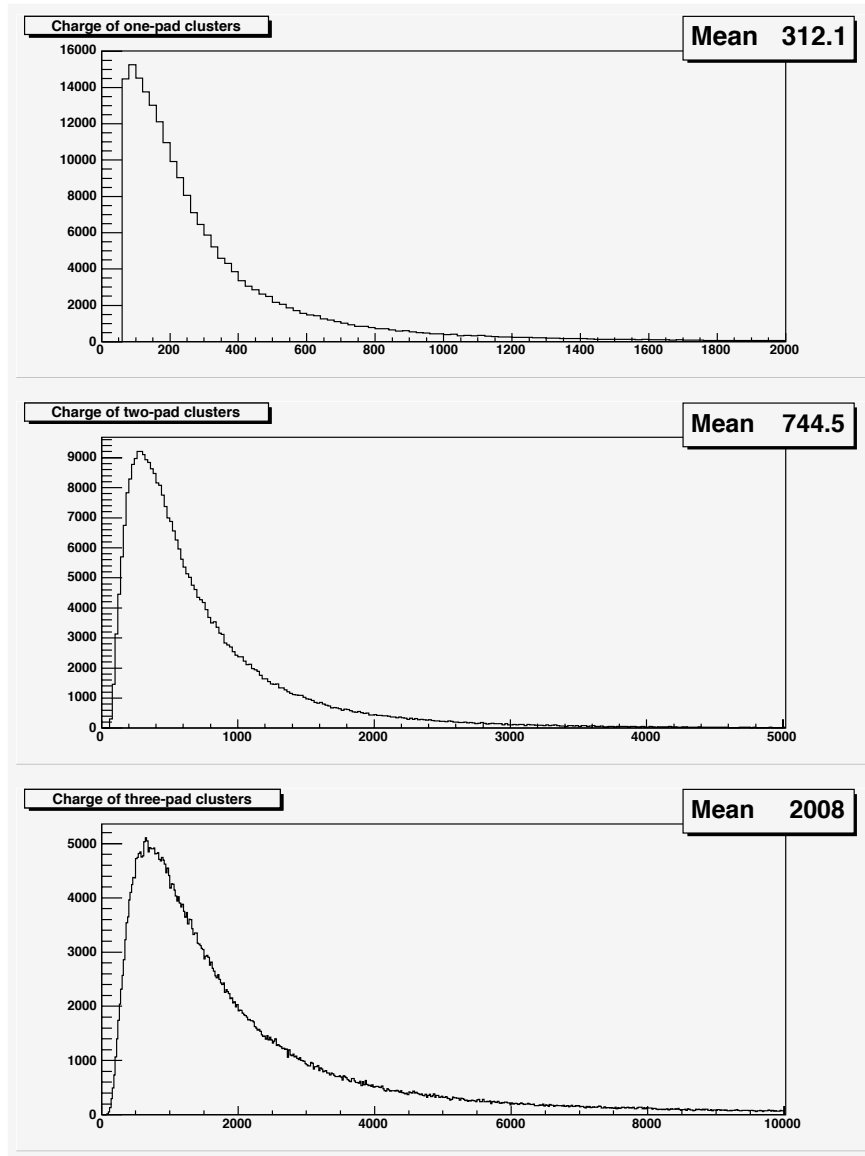 Charge of one-pad clusters
Mean 312.1
16000
14000
12000
10000
8000
6000
4000
2000
0
0 200 400 600 800 1000 1200 1400 1600 1800 2000
Charge of two-pad clusters
Mean 744.5
9000
8000
7000
6000
5000
4000
3000
2000
1000
0
0 1000 2000 3000 4000 5000
Charge of three-pad clusters
Mean 2008
5000
4000
3000
2000
1000
0
0 2000 4000 6000 8000 10000